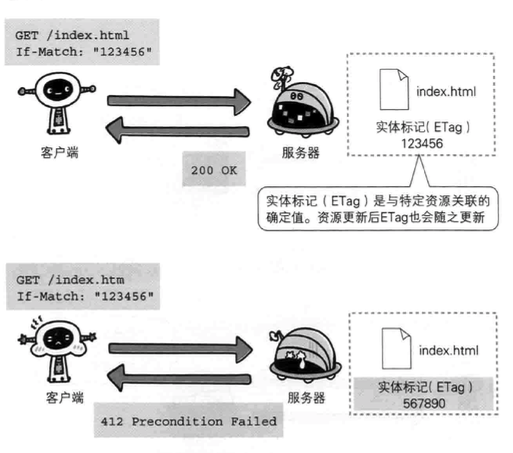 GET /index.html
If-Match: "123456"
index.html
实体标记（ETag）
123456
客户端
服务器
200 OK
实体标记（ETag）是与特定资源关联的
确定值。资源更新后ETag也会随之更新
GET /index.htm
If-Match: "123456"
index.html
实体标记（ETag）
567890
客户端
服务器
412 Precondition Failed